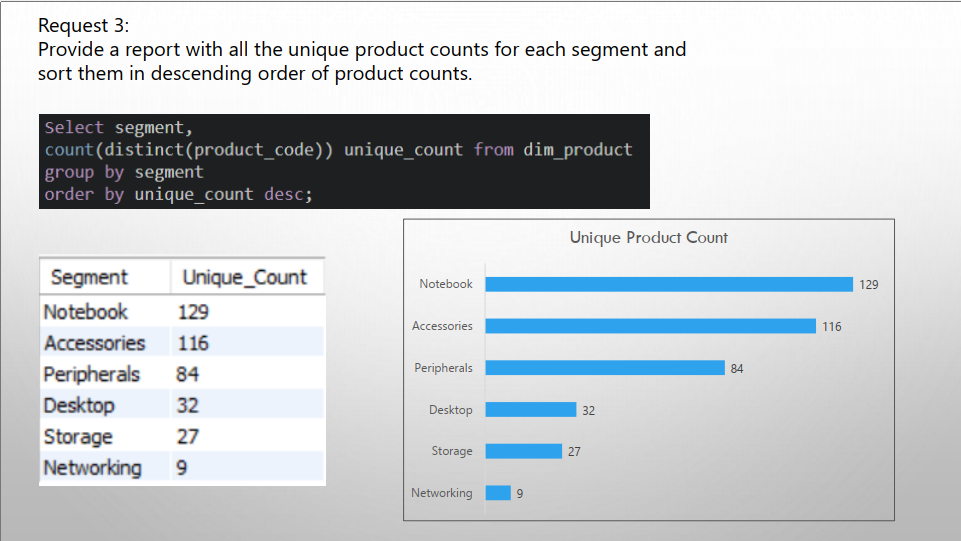 Request 3:
Provide a report with all the unique product counts for each segment and
sort them in descending order of product counts.
Select segment,
count(distinct(product_code)) unique_count from dim_product
group by segment
order by unique_count desc;
Segment Unique_Count
Notebook 129
Accessories 116
Peripherals 84
Desktop 32
Storage 27
Networking 9
Unique Product Count
Notebook 129
Accessories 116
Peripherals 84
Desktop 32
Storage 27
Networking 9